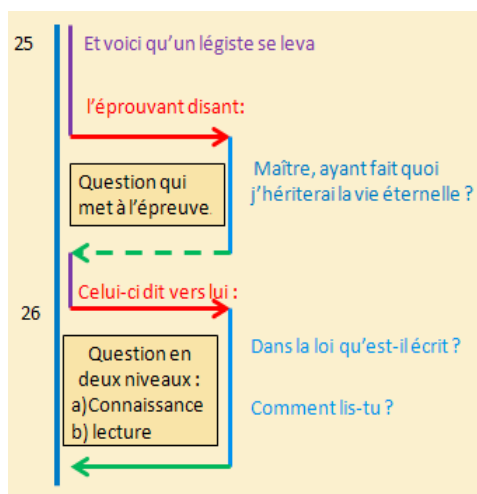 25
Et voici qu'un légiste se leva
l'éprouvant disant:
Maître, ayant fait quoi
j'hériterai la vie éternelle ?
Question qui
met à l'épreuve.
Celui-ci dit vers lui :
26
Dans la loi qu'est-il écrit ?
Question en
deux niveaux :
a)Connaissance
b) lecture
Comment lis-tu ?